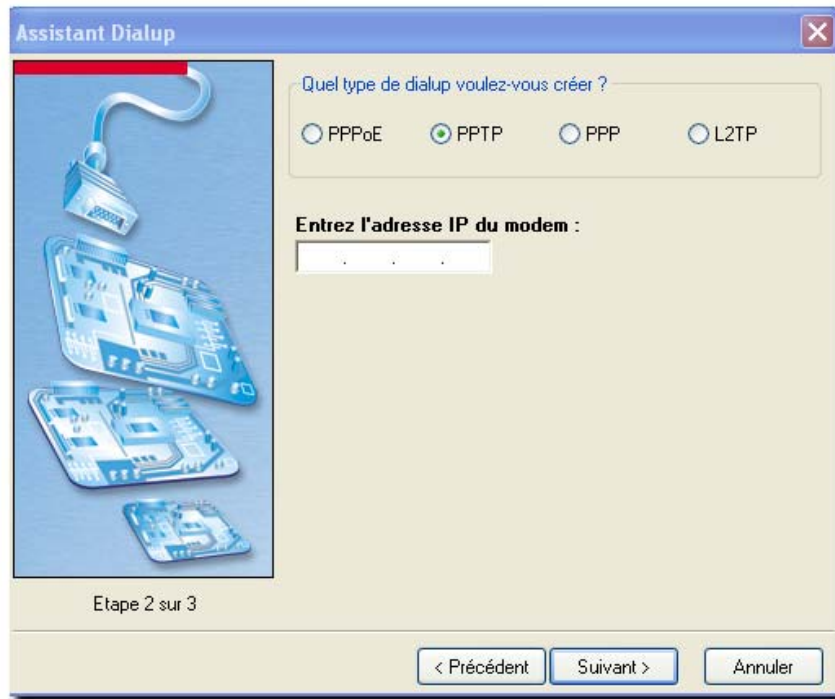 Assistant Dialup
Quel type de dialup voulez-vous créer ?
PPPoE PPTP PPP L2TP
Entrez l'adresse IP du modem :
. . .
Etape 2 sur 3
< Précédent Suivant > Annuler